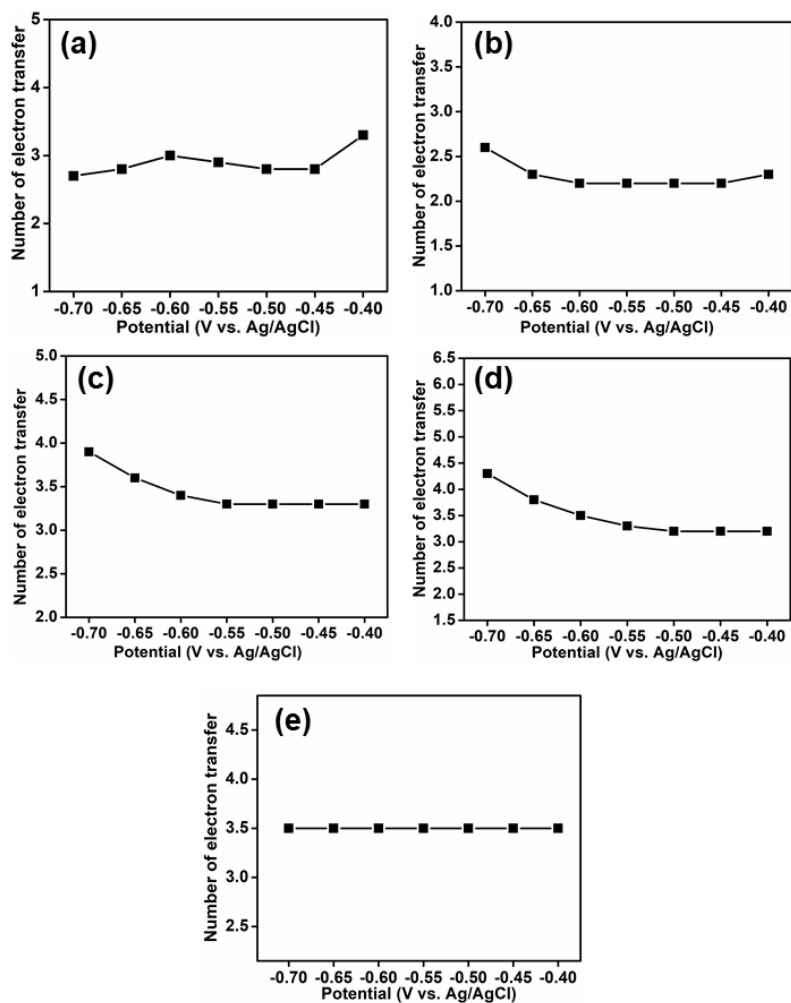 (a)
Number of electron transfer
5
4
3
2
1
-0.70 -0.65 -0.60 -0.55 -0.50 -0.45 -0.40
Potential (V vs. Ag/AgCl)
(b)
Number of electron transfer
4.0
3.5
3.0
2.5
2.0
1.5
1.0
-0.70 -0.65 -0.60 -0.55 -0.50 -0.45 -0.40
Potential (V vs. Ag/AgCl)
(c)
Number of electron transfer
5.0
4.5
4.0
3.5
3.0
2.5
2.0
-0.70 -0.65 -0.60 -0.55 -0.50 -0.45 -0.40
Potential (V vs. Ag/AgCl)
(d)
Number of electron transfer
6.5
6.0
5.5
5.0
4.5
4.0
3.5
3.0
2.5
2.0
1.5
-0.70 -0.65 -0.60 -0.55 -0.50 -0.45 -0.40
Potential (V vs. Ag/AgCl)
(e)
Number of electron transfer
4.5
4.0
3.5
3.0
2.5
-0.70 -0.65 -0.60 -0.55 -0.50 -0.45 -0.40
Potential (V vs. Ag/AgCl)